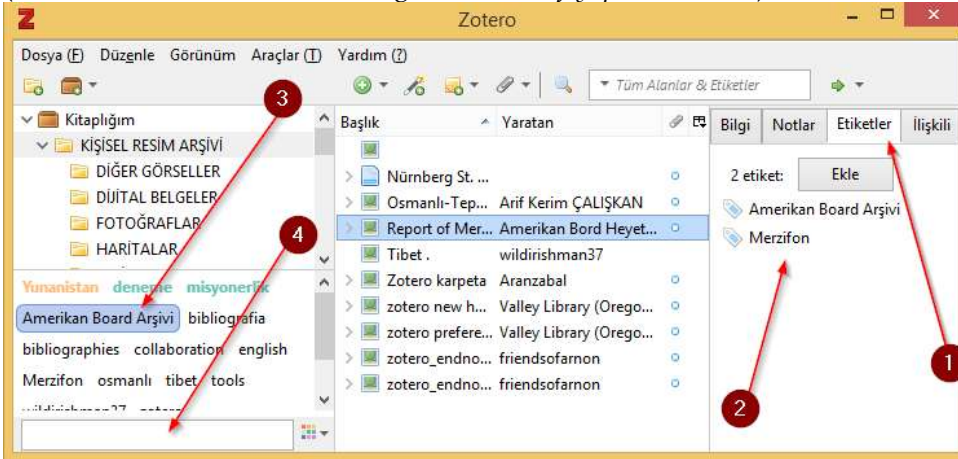 Zotero
Dosya (F) Düzenle Görünüm Araçlar (T) Yardım (?)
Tüm Alanlar & Etiketler
3
Kitaplığım
KİŞİSEL RESİM ARŞİVİ
DİĞER GÖRSELLER
DİJİTAL BELGELER
FOTOĞRAFLAR
HARİTALAR
4
Yunanistan deneme misyonerlik
Amerikan Board Arşivi bibliografia
bibliographies collaboration english
Merzifon osmanlı tibet tools
Başlık Yaratan
Nürnberg St. ...
Osmanlı-Tep... Arif Kerim ÇALIŞKAN
Report of Mer... Amerikan Bord Heyet...
Tibet . wildirishman37
Zotero karpeta Aranzabal
zotero new h... Valley Library (Orego...
zotero prefere... Valley Library (Orego...
zotero_endno... friendsofarnon
zotero_endno... friendsofarnon
Bilgi Notlar Etiketler İlişkili
2 etiket: Ekle
Amerikan Board Arşivi
Merzifon
1
2